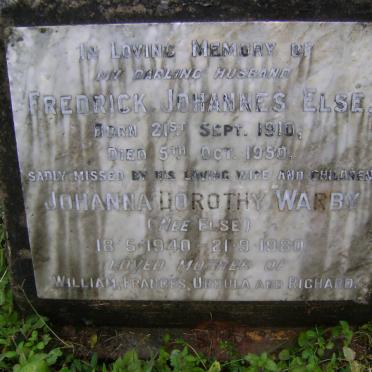 IN LOVING MEMORY OF
MY DARLING HUSBAND
FREDRICK JOHANNES ELSE.
BORN 21ST SEPT. 1910.
DIED 5TH OCT. 1950.
SADLY MISSED BY HIS LOVING WIFE AND CHILDREN
JOHANNA DOROTHY WARBY
(NEE ELSE)
18·5·1940 - 21·9·1980
LOVED MOTHER OF
WILLIAM, FRANCES, URSULA AND RICHARD.